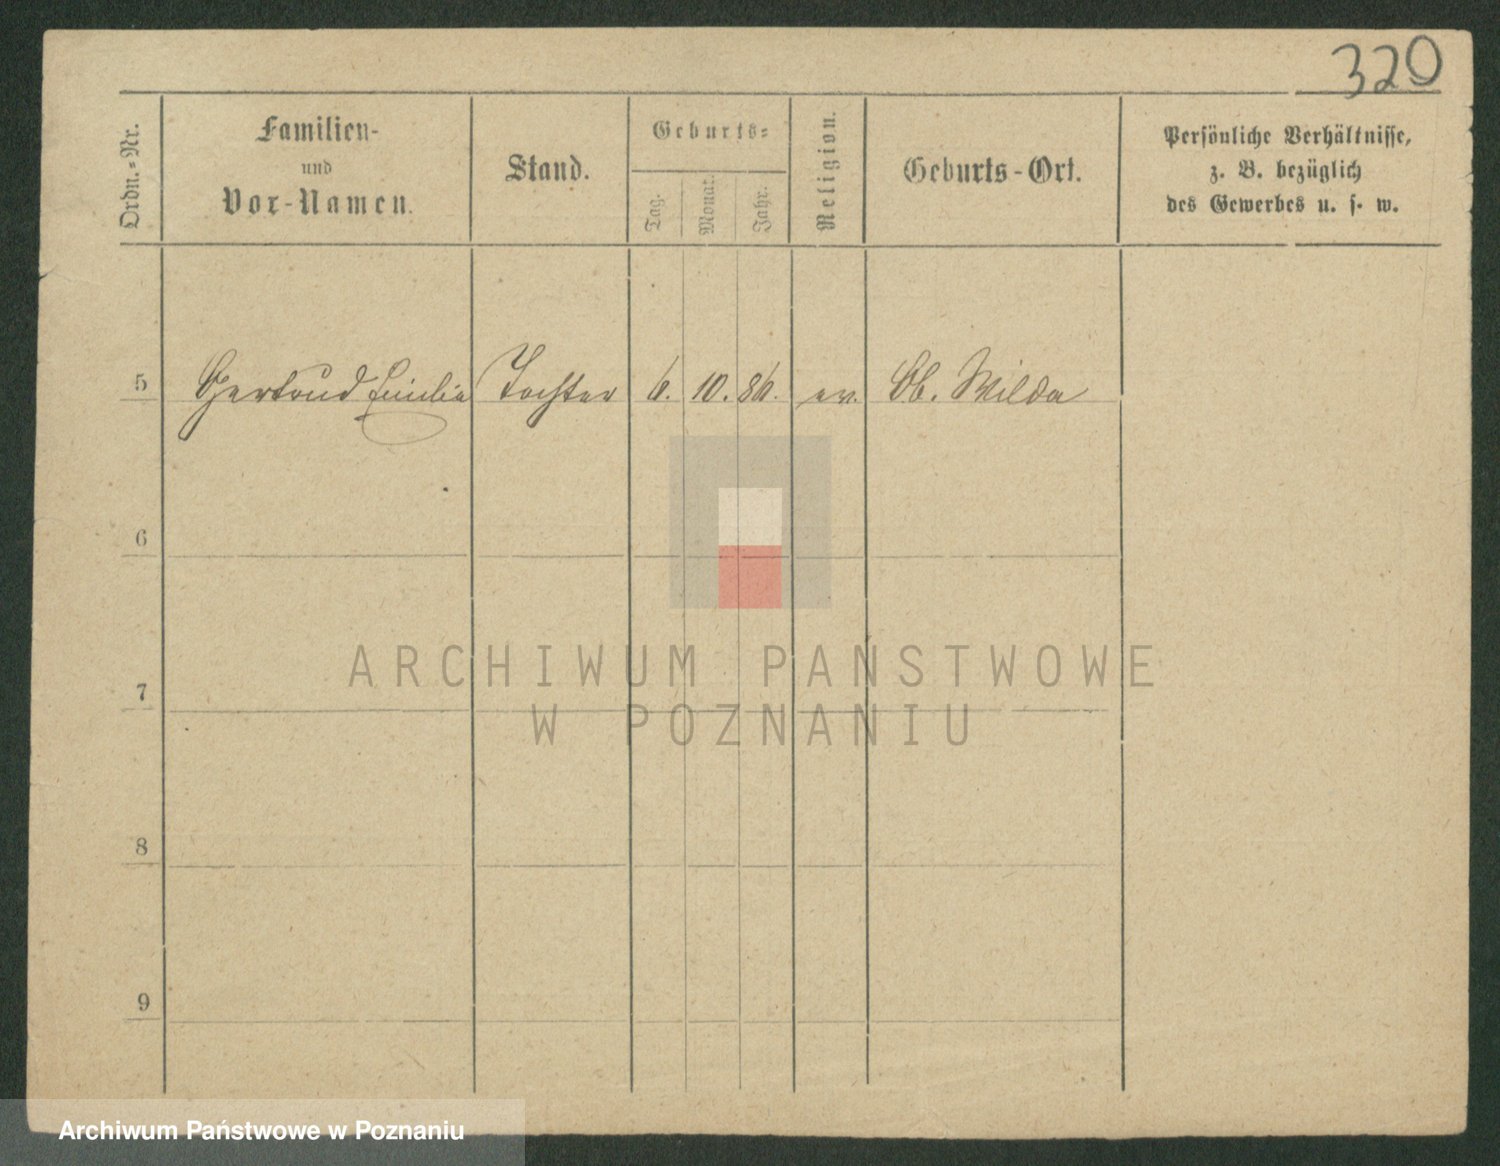 320
Ordn.-Nr.
Familien-
und
Vor-Namen.
Stand.
Geburts-
Tag.
Monat.
Jahr.
Religion.
Geburts-Ort.
Persönliche Verhältnisse,
z. B. bezüglich
des Gewerbes u. s. w.
5 Gertrud Emilie Tochter 6. 10. 86. ev. Ob. Wilda
6
7
8
9
ARCHIWUM PAŃSTWOWE
W POZNANIU
Archiwum Państwowe w Poznaniu